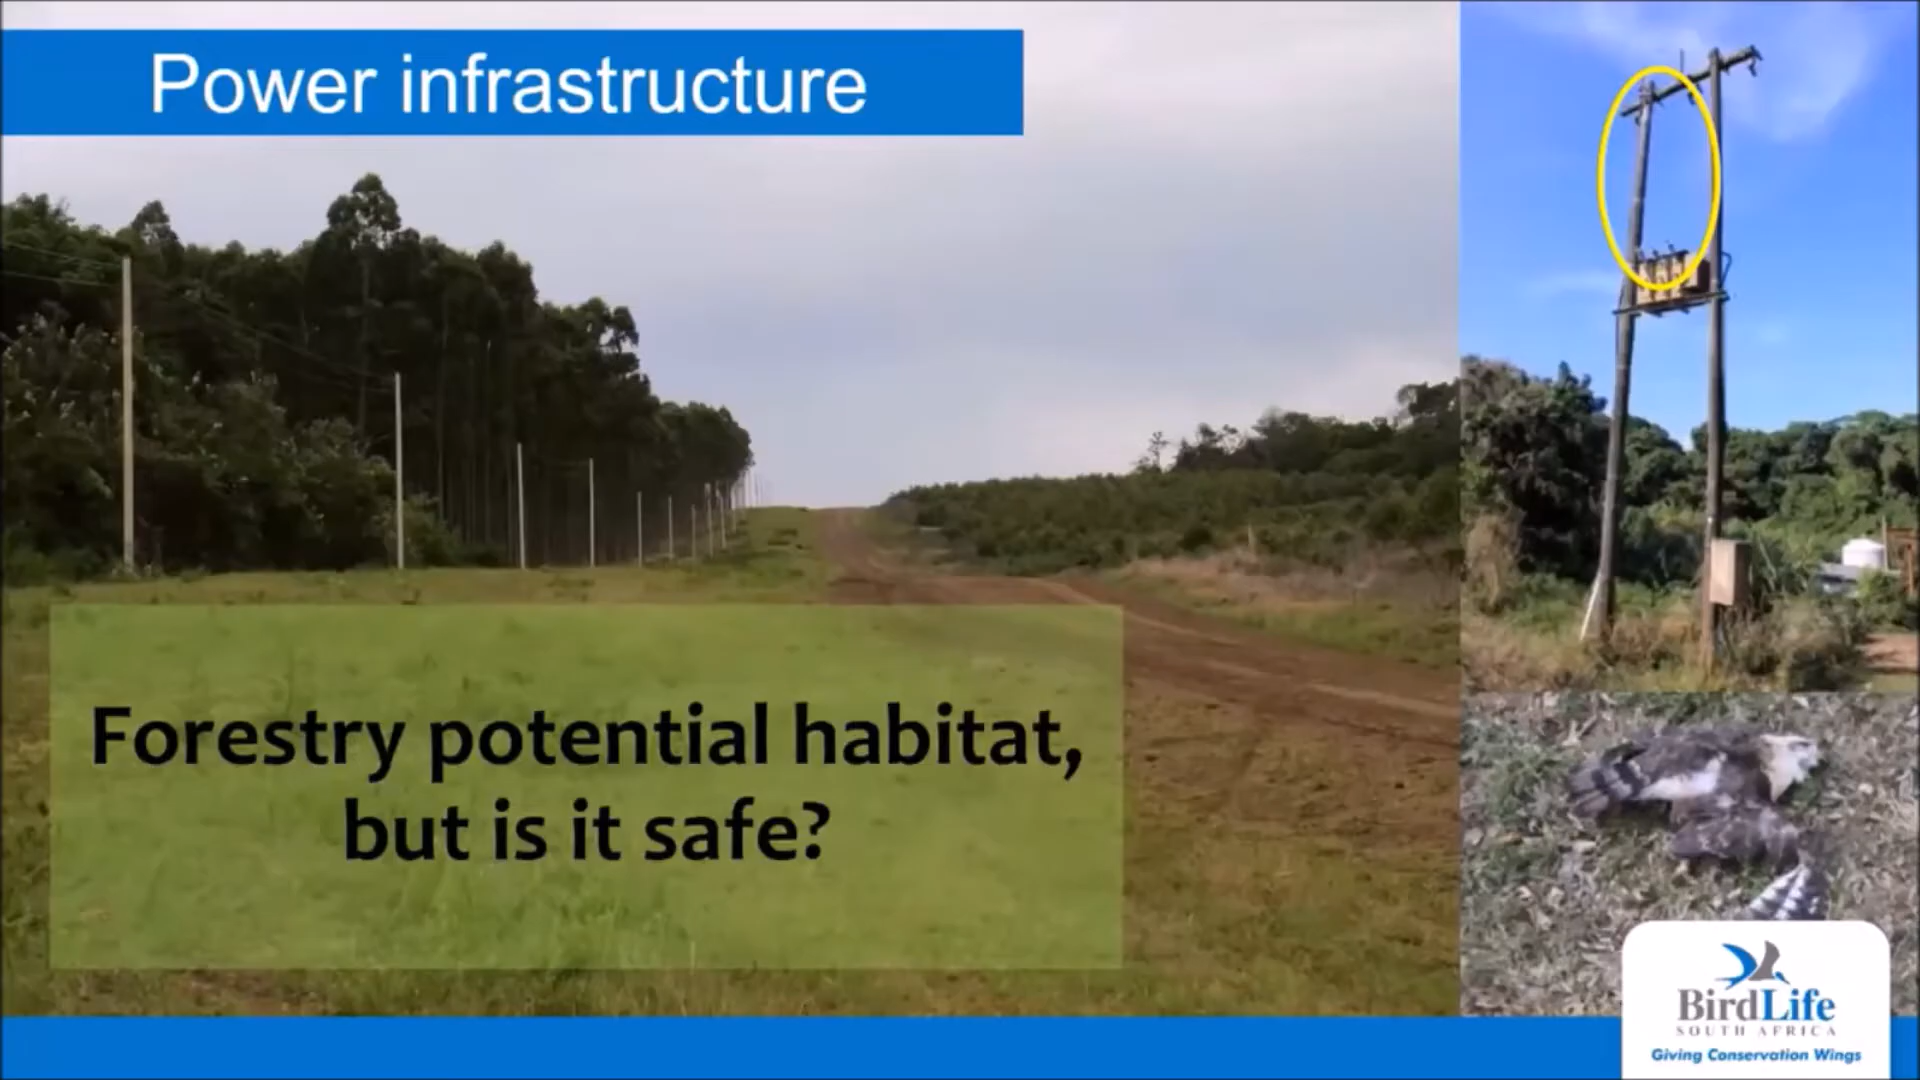 Power infrastructure
Forestry potential habitat,
but is it safe?
BirdLife
SOUTH AFRICA
Giving Conservation Wings